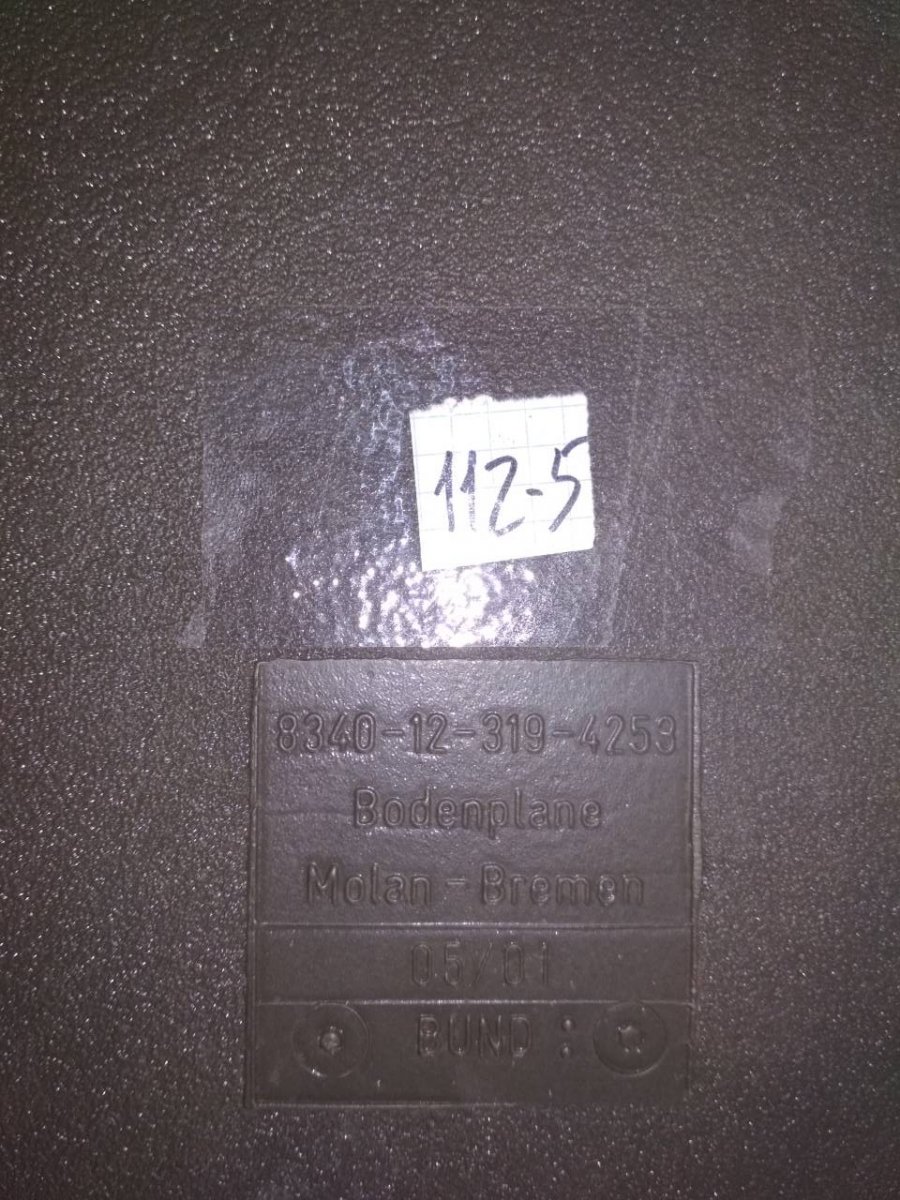 112-5
8340-12-319-4253
Bodenplane
Molan-Bremen
05/01
BUND :